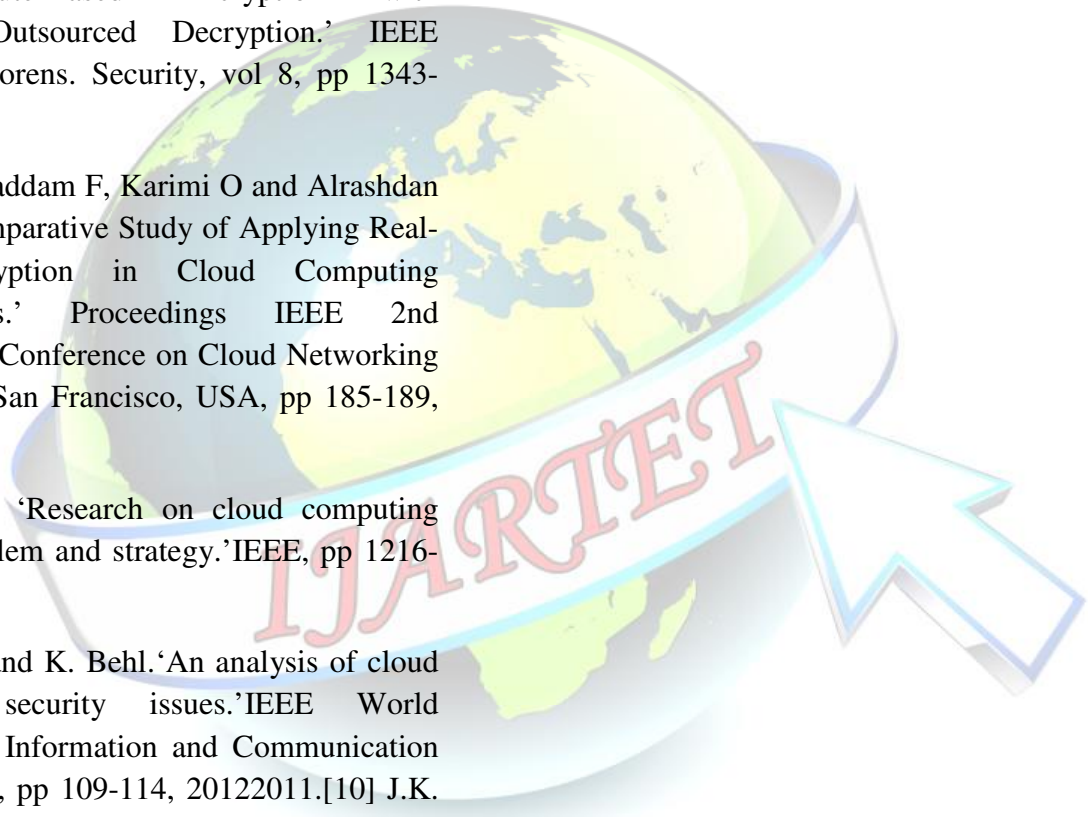 Outsourced Decryption.’ IEEE
orens. Security, vol 8, pp 1343-
addam F, Karimi O and Alrashdan
nparative Study of Applying Real-
yption in Cloud Computing
s.’ Proceedings IEEE 2nd
Conference on Cloud Networking
San Francisco, USA, pp 185-189,
‘Research on cloud computing
lem and strategy.’IEEE, pp 1216-
and K. Behl.‘An analysis of cloud
security issues.’IEEE World
Information and Communication
, pp 109-114, 20122011.[10] J.K.
IJARTET